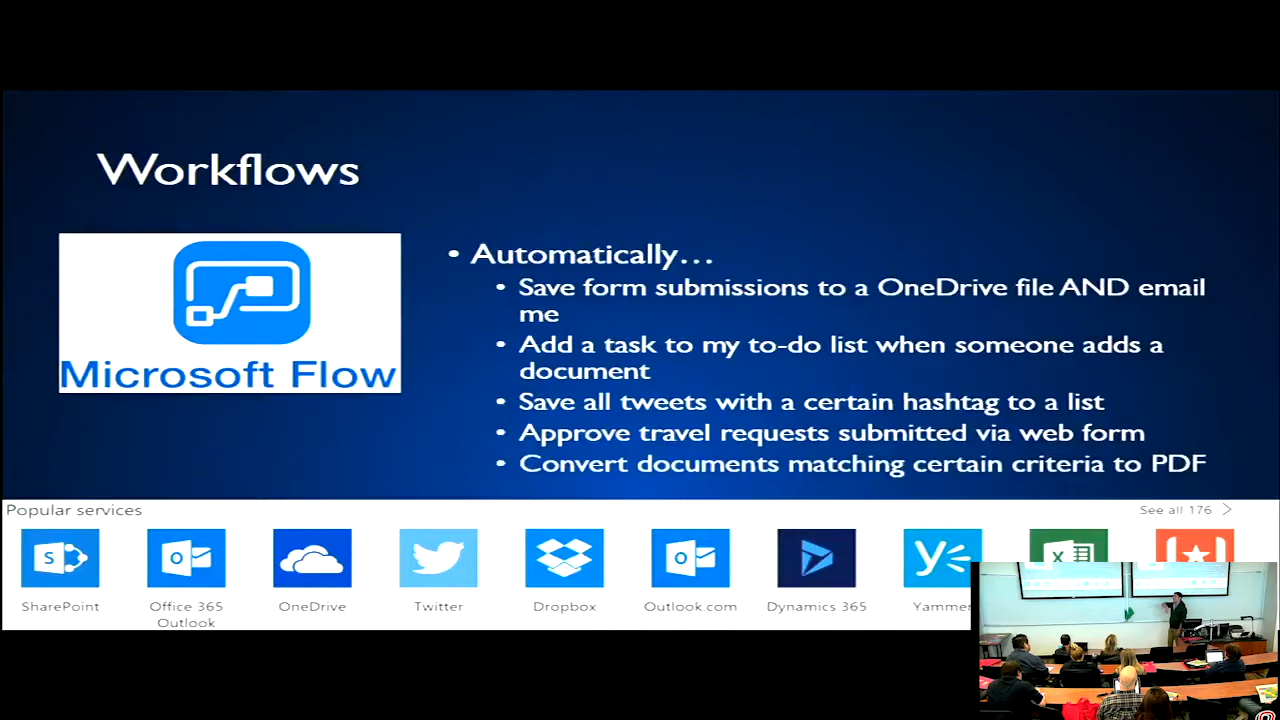 Workflows
Microsoft Flow
• Automatically…
• Save form submissions to a OneDrive file AND email
me
• Add a task to my to-do list when someone adds a
document
• Save all tweets with a certain hashtag to a list
• Approve travel requests submitted via web form
• Convert documents matching certain criteria to PDF
Popular services
See all 176 >
SharePoint
Office 365
Outlook
OneDrive
Twitter
Dropbox
Outlook.com
Dynamics 365
Yammer